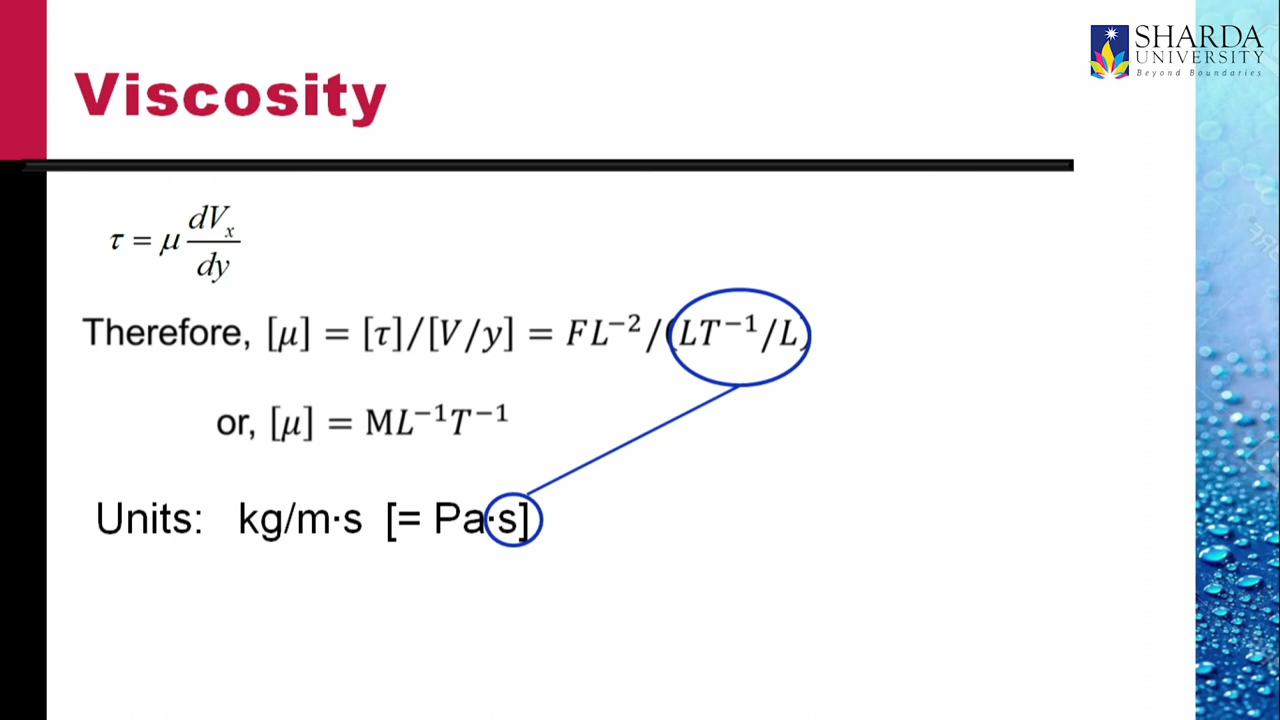 SHARDA
UNIVERSITY
Beyond Boundaries
Viscosity
τ = μ dVₓ/dy
Therefore, [μ] = [τ]/[V/y] = FL⁻²/(LT⁻¹/L)
or, [μ] = ML⁻¹T⁻¹
Units: kg/m·s [= Pa·s]